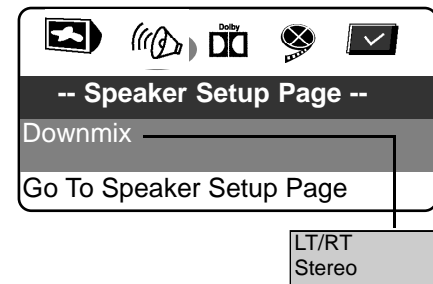 Dolby
-- Speaker Setup Page --
Downmix
Go To Speaker Setup Page
LT/RT
Stereo